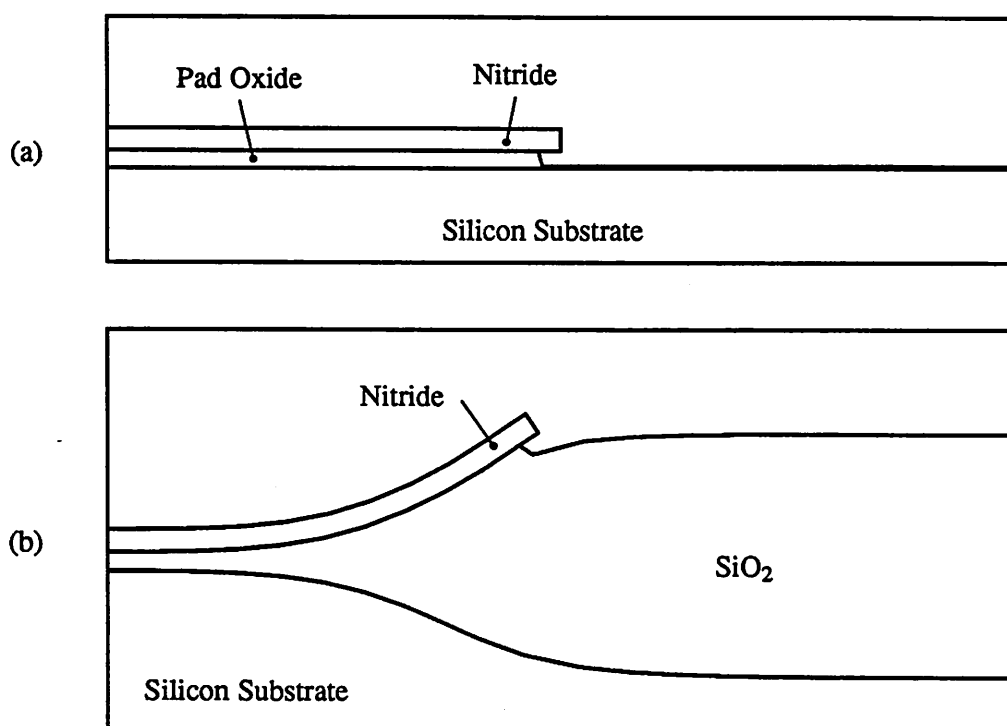 Pad Oxide
Nitride
(a)
Silicon Substrate
Nitride
(b)
SiO₂
Silicon Substrate